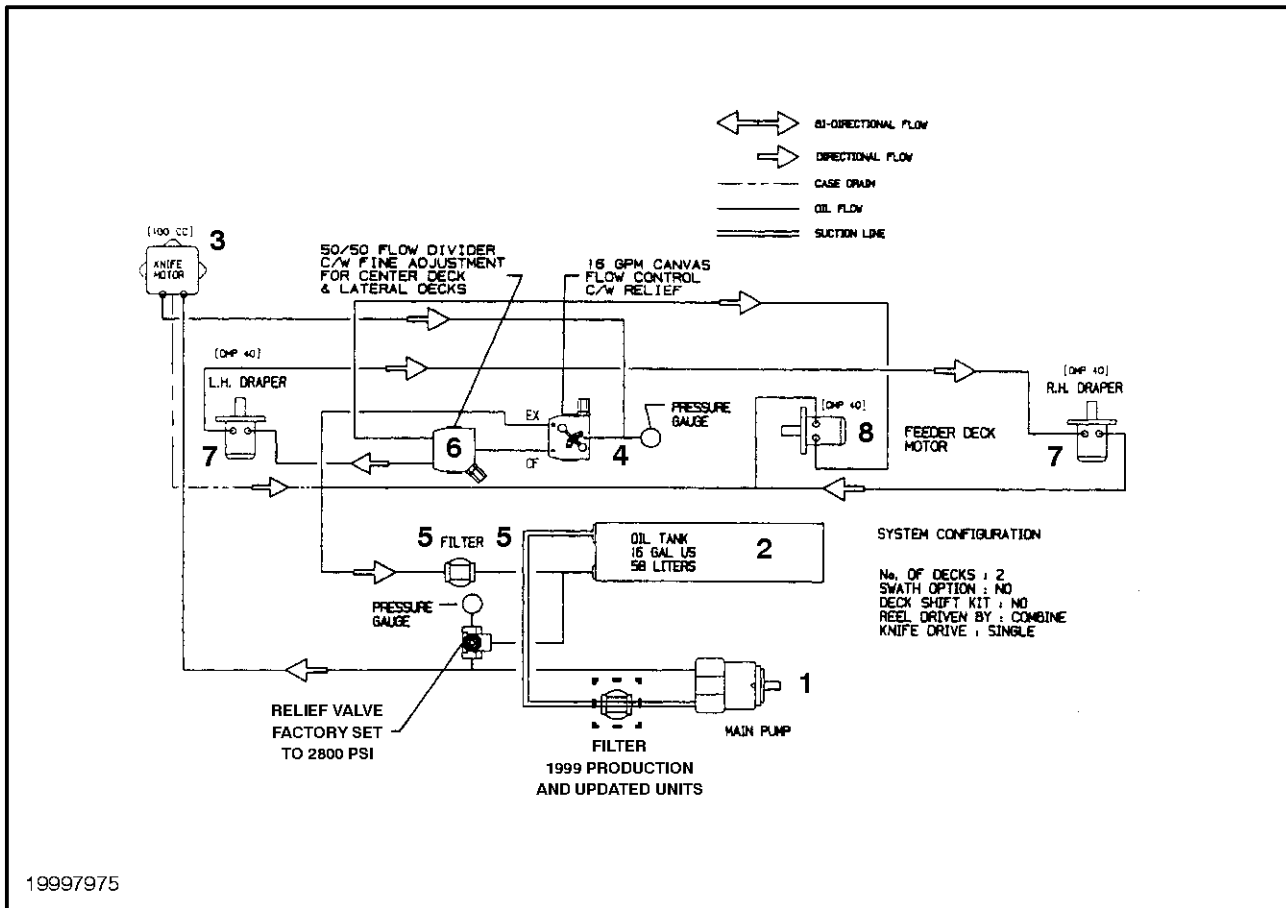 BI-DIRECTIONAL FLOW
DIRECTIONAL FLOW
CASE DRAIN
OIL FLOW
SUCTION LINE
[100 CC]
3
KNIFE
MOTOR
50/50 FLOW DIVIDER
C/W FINE ADJUSTMENT
FOR CENTER DECK
& LATERAL DECKS
16 GPM CANVAS
FLOW CONTROL
C/W RELIEF
[OMP 40]
L.H. DRAPER
7
6
EX
CF
4
PRESSURE
GAUGE
[OMP 40]
8
FEEDER DECK
MOTOR
[OMP 40]
R.H. DRAPER
7
5 FILTER 5
OIL TANK
16 GAL US
58 LITERS
2
PRESSURE
GAUGE
SYSTEM CONFIGURATION
No. OF DECKS : 2
SWATH OPTION : NO
DECK SHIFT KIT : NO
REEL DRIVEN BY : COMBINE
KNIFE DRIVE : SINGLE
1
MAIN PUMP
RELIEF VALVE
FACTORY SET
TO 2800 PSI
FILTER
1999 PRODUCTION
AND UPDATED UNITS
19997975